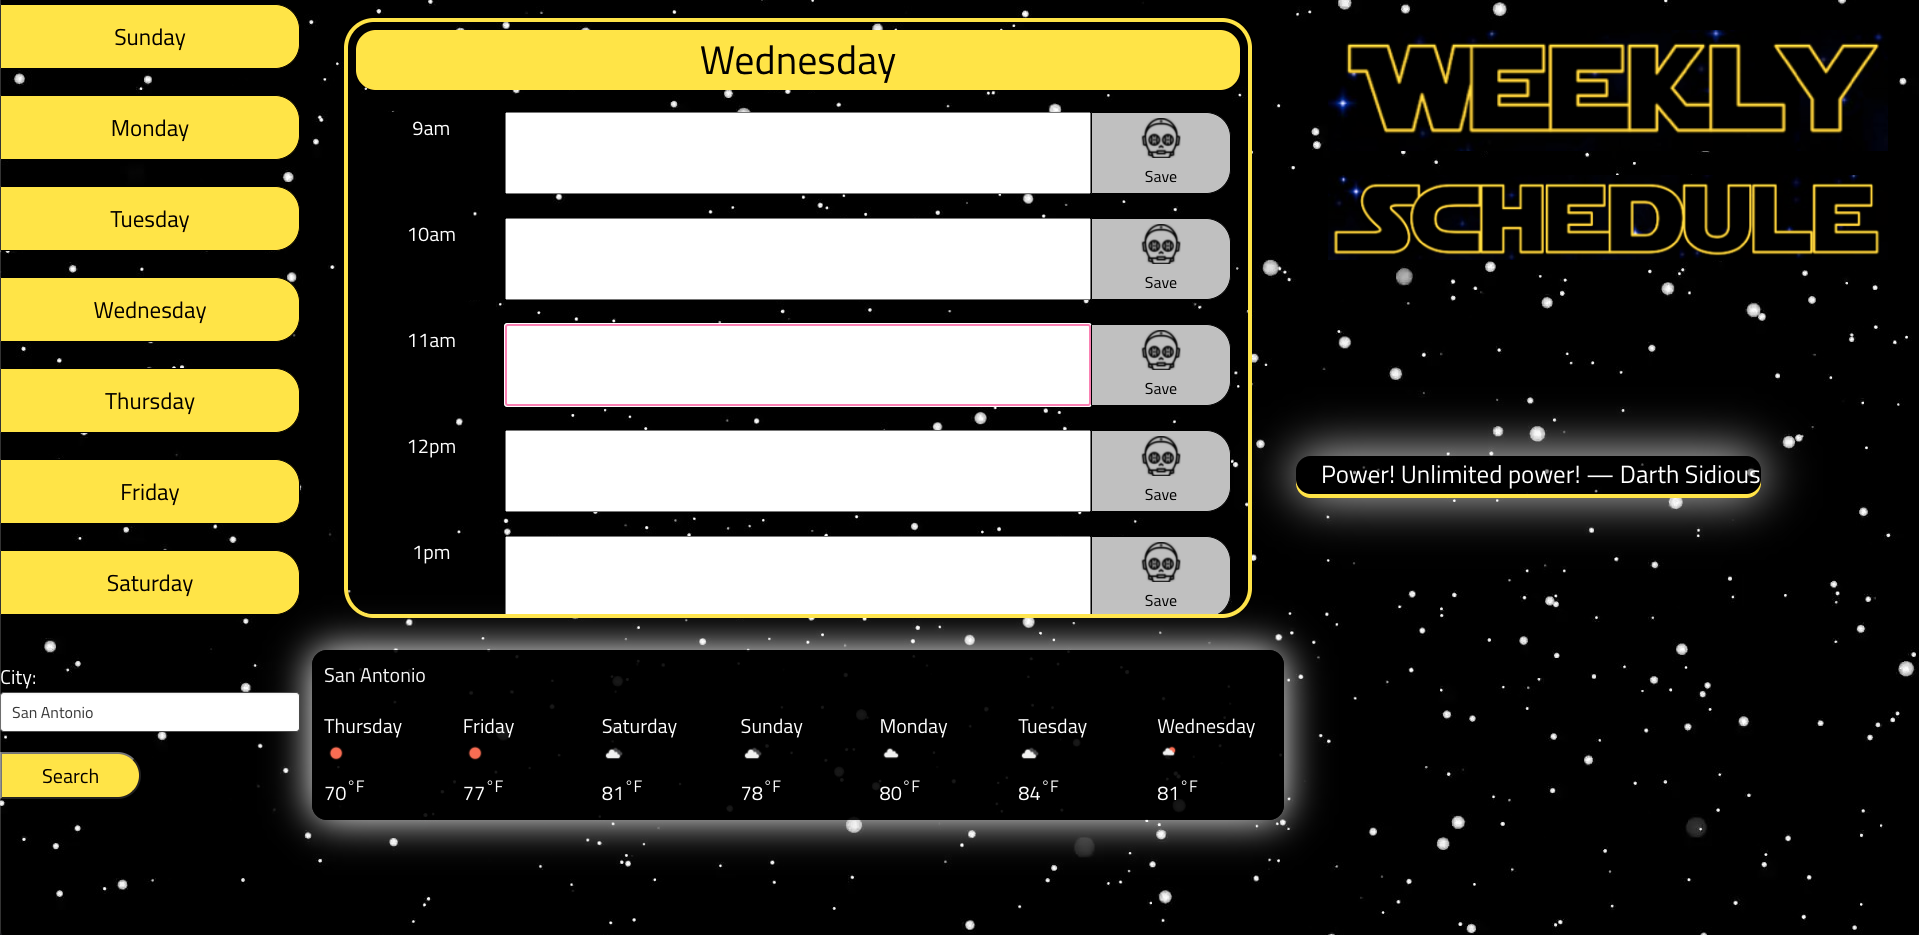 Sunday
Monday
Tuesday
Wednesday
Thursday
Friday
Saturday
City:
San Antonio
Search
Wednesday
9am
Save
10am
Save
11am
Save
12pm
Save
1pm
Save
San Antonio
Thursday Friday Saturday Sunday Monday Tuesday Wednesday
70°F 77°F 81°F 78°F 80°F 84°F 81°F
WEEKLY
SCHEDULE
Power! Unlimited power! — Darth Sidious